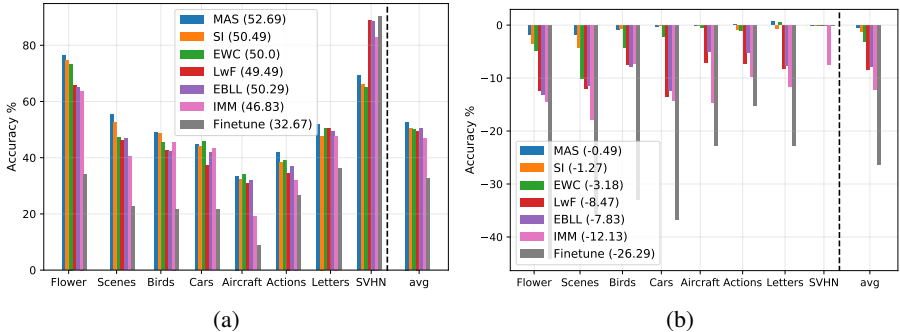 MAS (52.69)
SI (50.49)
EWC (50.0)
LwF (49.49)
EBLL (50.29)
IMM (46.83)
Finetune (32.67)
Accuracy %
80
60
40
20
0
Flower Scenes Birds Cars Aircraft Actions Letters SVHN avg
(a)
Accuracy %
0
−10
−20
−30
−40
MAS (-0.49)
SI (-1.27)
EWC (-3.18)
LwF (-8.47)
EBLL (-7.83)
IMM (-12.13)
Finetune (-26.29)
Flower Scenes Birds Cars Aircraft Actions Letters SVHN avg
(b)